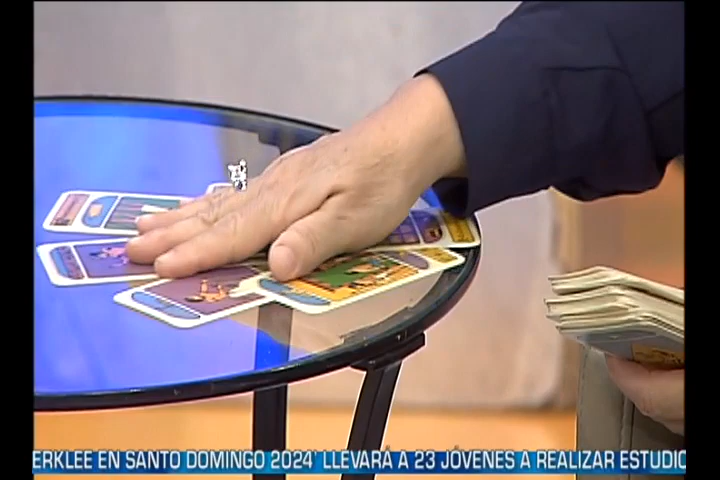 ERKLEE EN SANTO DOMINGO 2024' LLEVARÁ A 23 JÓVENES A REALIZAR ESTUDIO